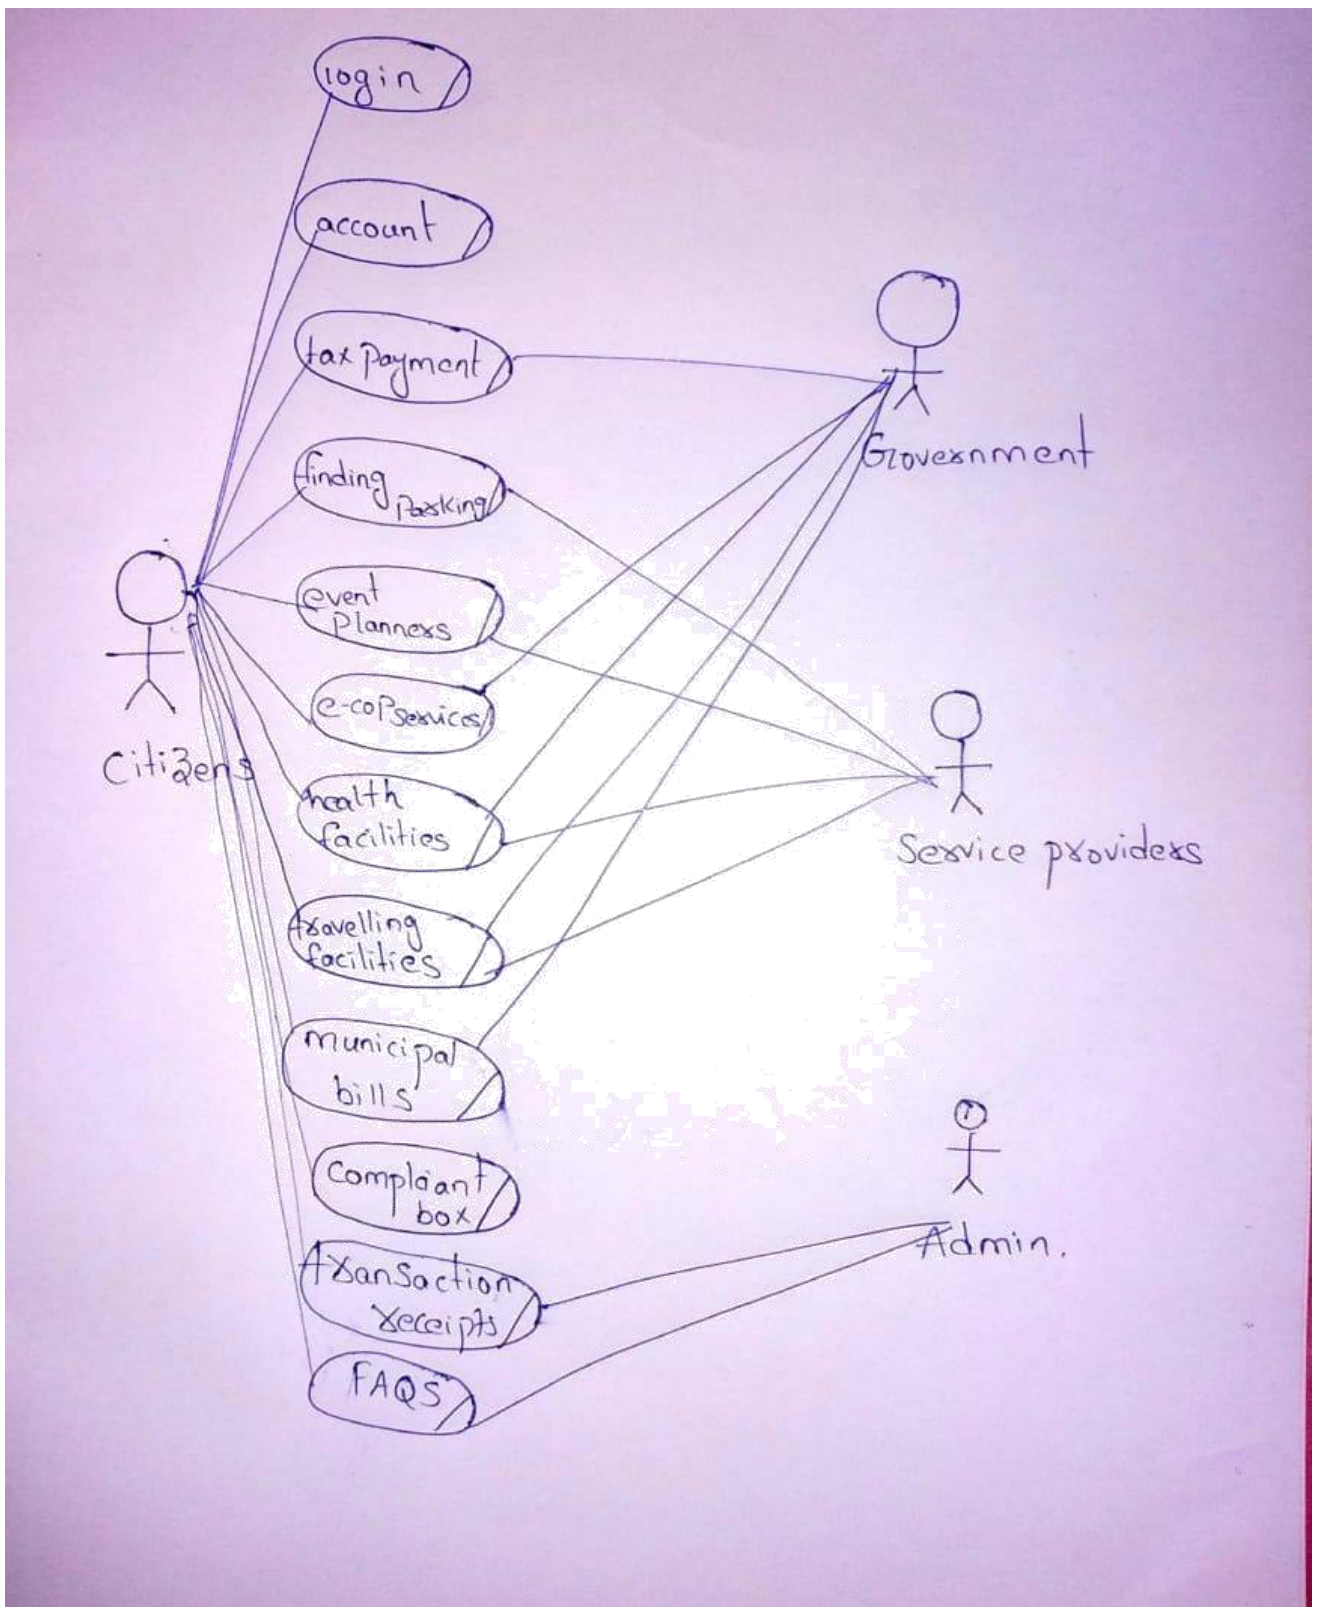 login
account
tax payment
Government
finding
parking
event
planners
e-cop services
Citizens
health
facilities
Service providers
travelling
facilities
municipal
bills
complaint
box
Admin.
transaction
receipts
FAQS